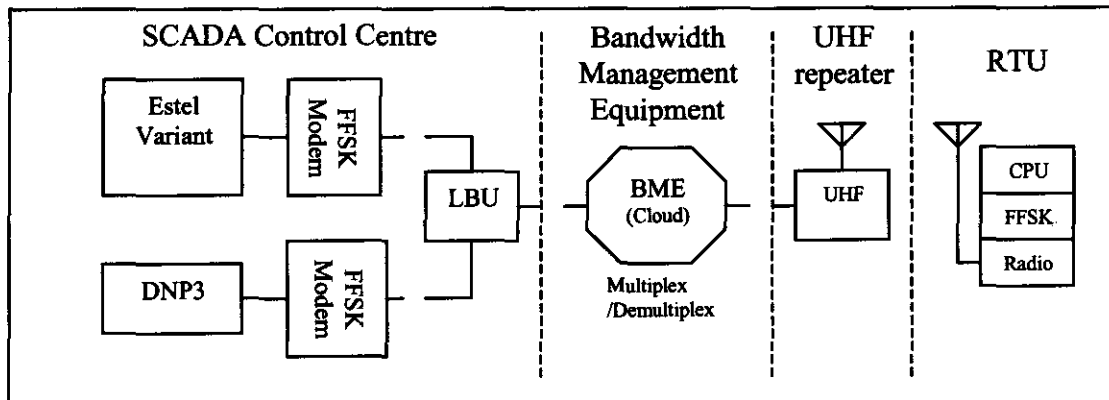 SCADA Control Centre
Estel
Variant
FFSK
Modem
LBU
DNP3
FFSK
Modem
Bandwidth
Management
Equipment
BME
(Cloud)
Multiplex
/Demultiplex
UHF
repeater
UHF
RTU
CPU
FFSK
Radio